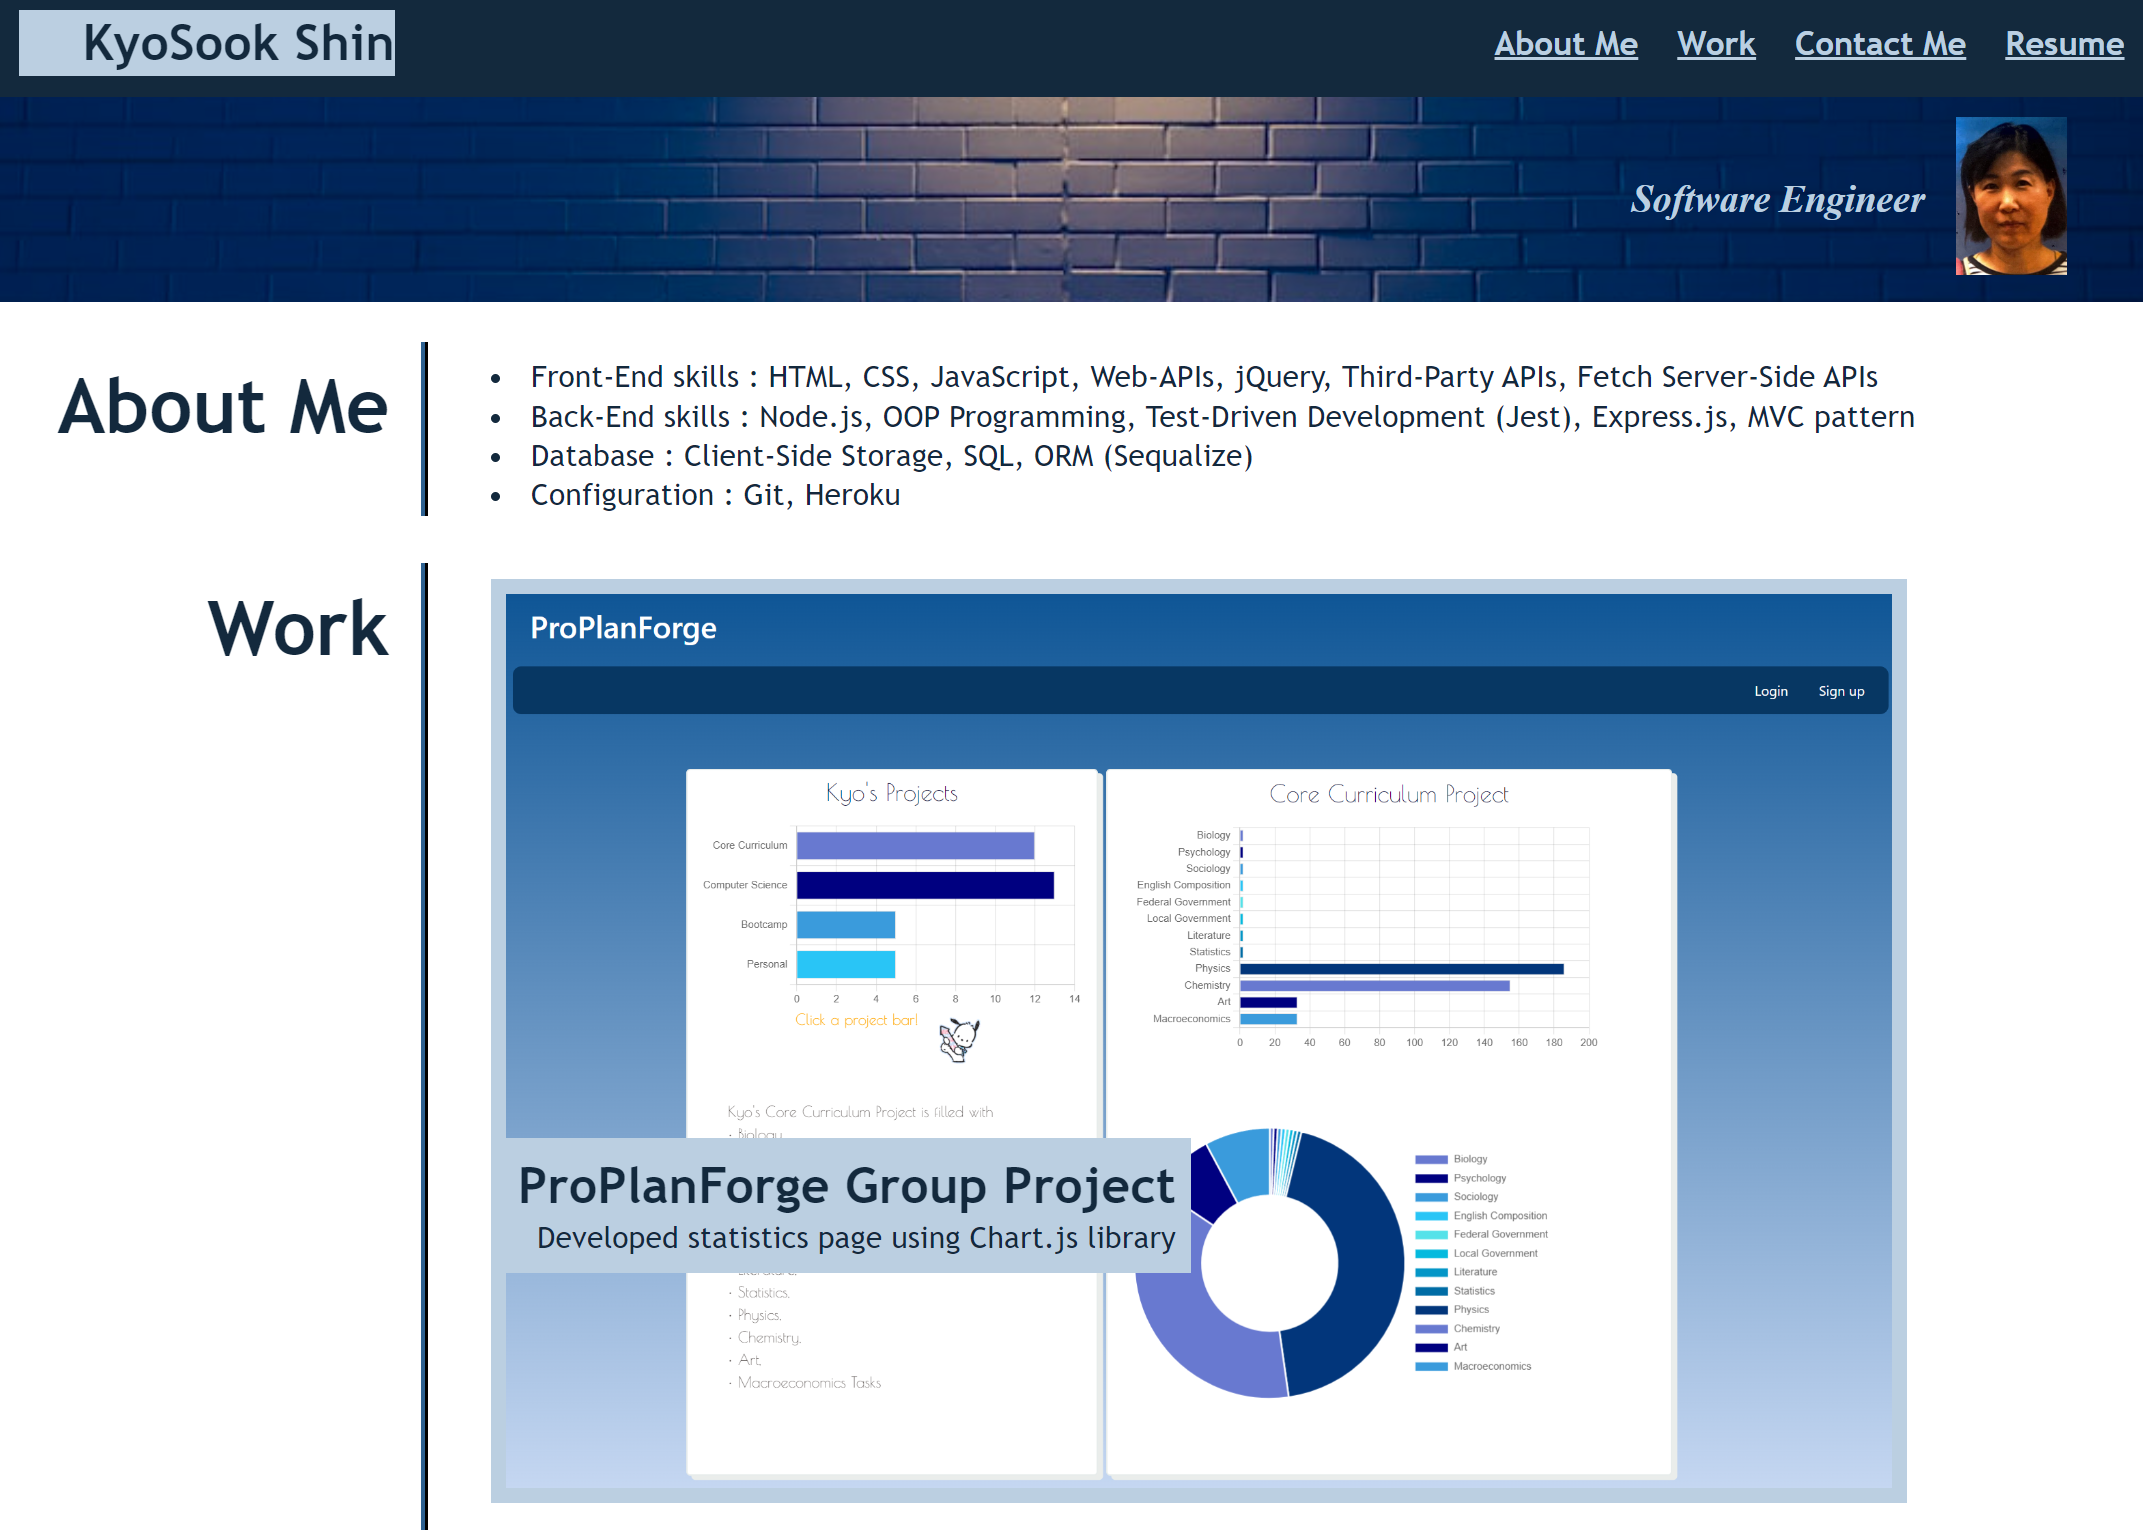 KyoSook Shin
About Me Work Contact Me Resume
Software Engineer
About Me
• Front-End skills : HTML, CSS, JavaScript, Web-APIs, jQuery, Third-Party APIs, Fetch Server-Side APIs
• Back-End skills : Node.js, OOP Programming, Test-Driven Development (Jest), Express.js, MVC pattern
• Database : Client-Side Storage, SQL, ORM (Sequalize)
• Configuration : Git, Heroku
Work
ProPlanForge
Login Sign up
Kyo's Projects
Core Curriculum
Computer Science
Bootcamp
Personal
0 2 4 6 8 10 12 14
Click a project bar!
Kyo's Core Curriculum Project is filled with
• Biology
ProPlanForge Group Project
Developed statistics page using Chart.js library
• Literature,
• Statistics,
• Physics,
• Chemistry,
• Art,
• Macroeconomics Tasks
Core Curriculum Project
Biology
Psychology
Sociology
English Composition
Federal Government
Local Government
Literature
Statistics
Physics
Chemistry
Art
Macroeconomics
0 20 40 60 80 100 120 140 160 180 200
Biology
Psychology
Sociology
English Composition
Federal Government
Local Government
Literature
Statistics
Physics
Chemistry
Art
Macroeconomics